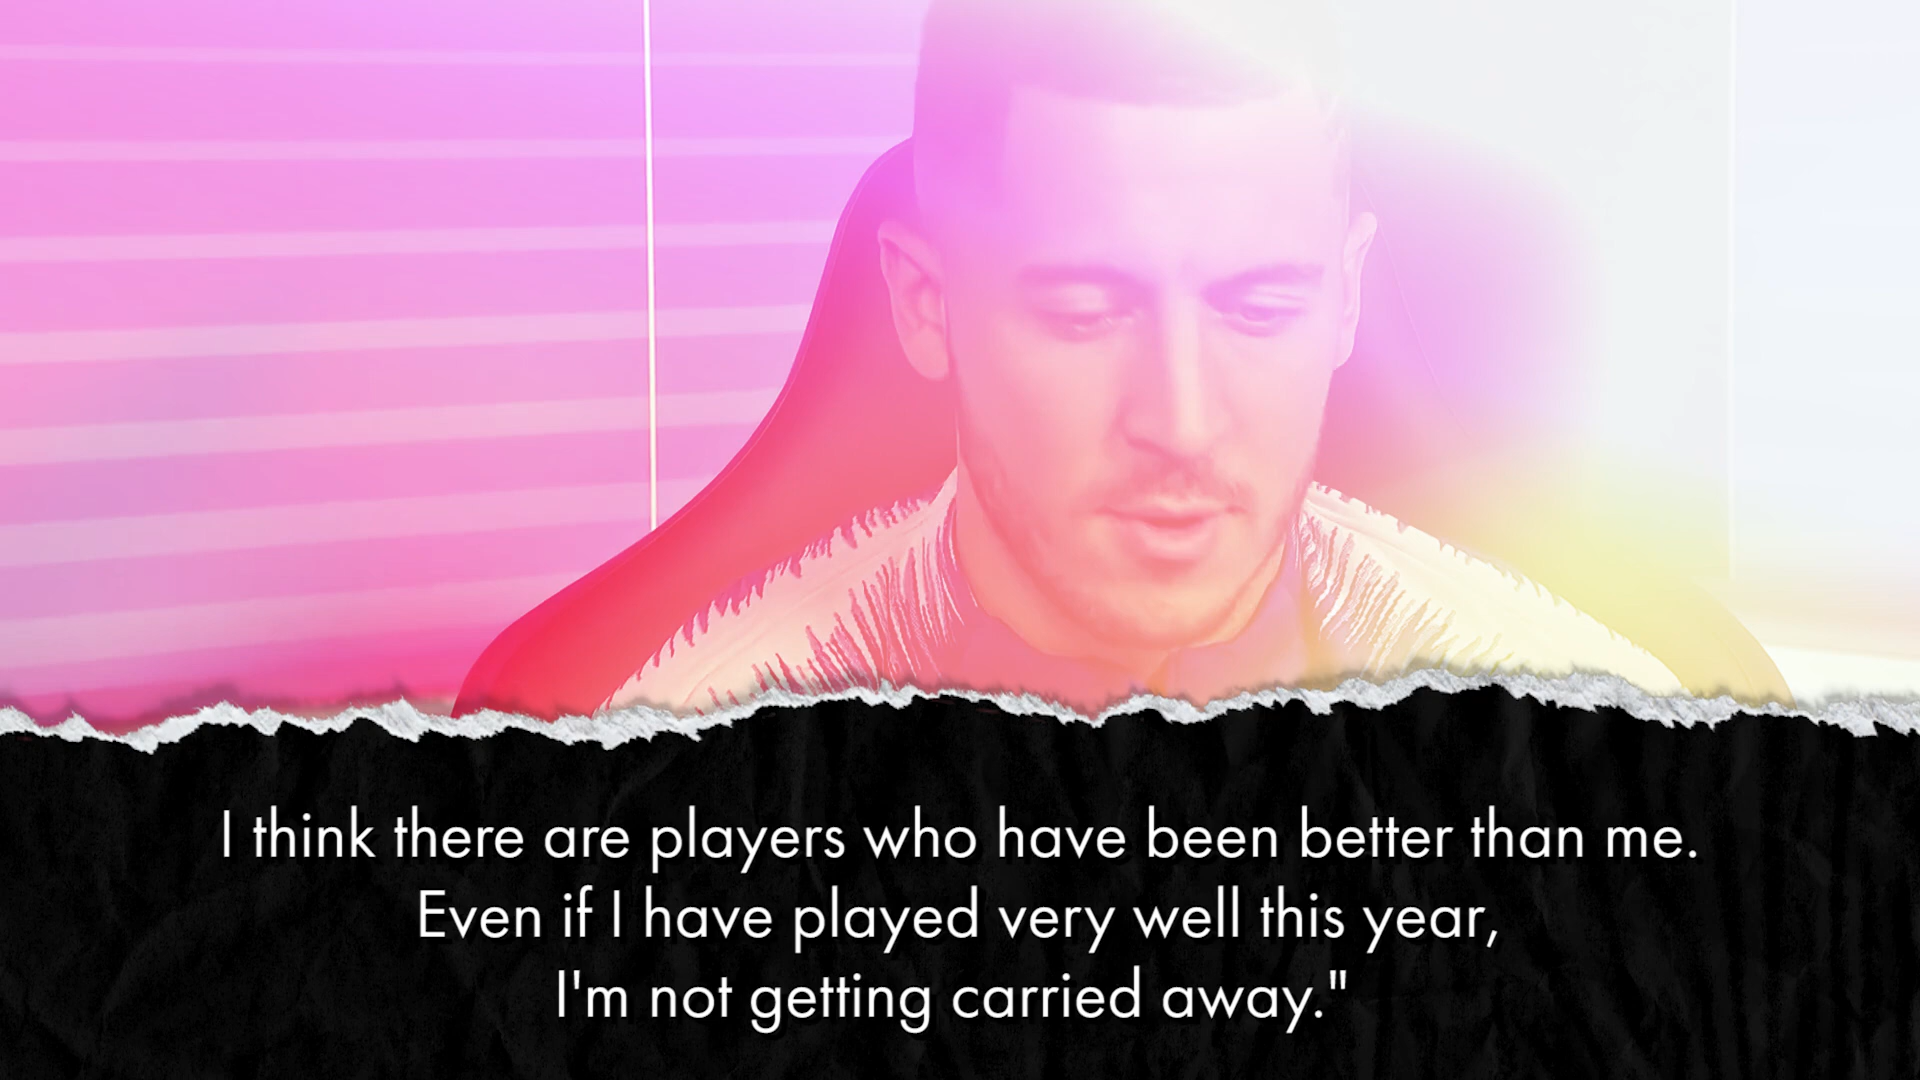 I think there are players who have been better than me.
Even if I have played very well this year,
I'm not getting carried away."